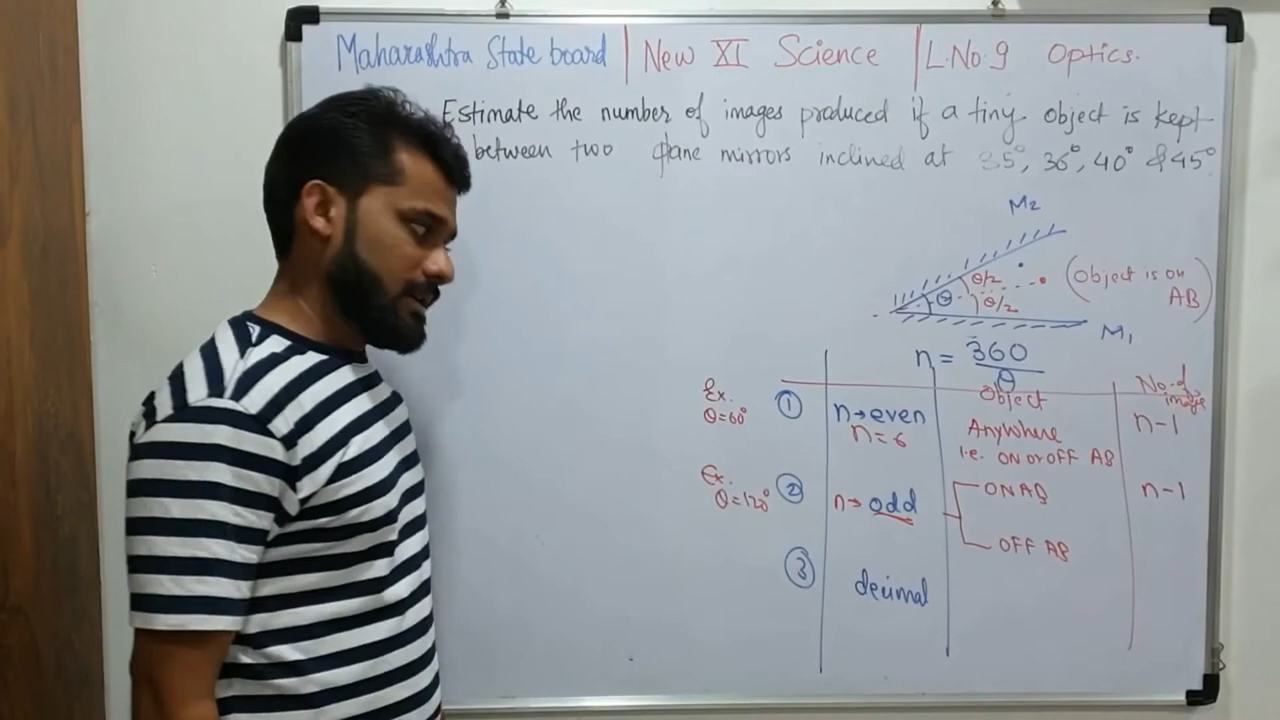 Maharashtra State board | New XI Science | L.No.9 Optics.
Estimate the number of images produced if a tiny object is kept
between two plane mirrors inclined at 35°, 36°, 40° & 45°
M₂
θ/2
(Object is on AB)
θ
θ/2
M₁
n = 360/θ
Object
No. of image
Ex. θ=60°
① n→even n=6
Anywhere i.e. ON or OFF AB
n-1
Ex. θ=120°
② n→odd
ON AB
n-1
OFF AB
③ decimal